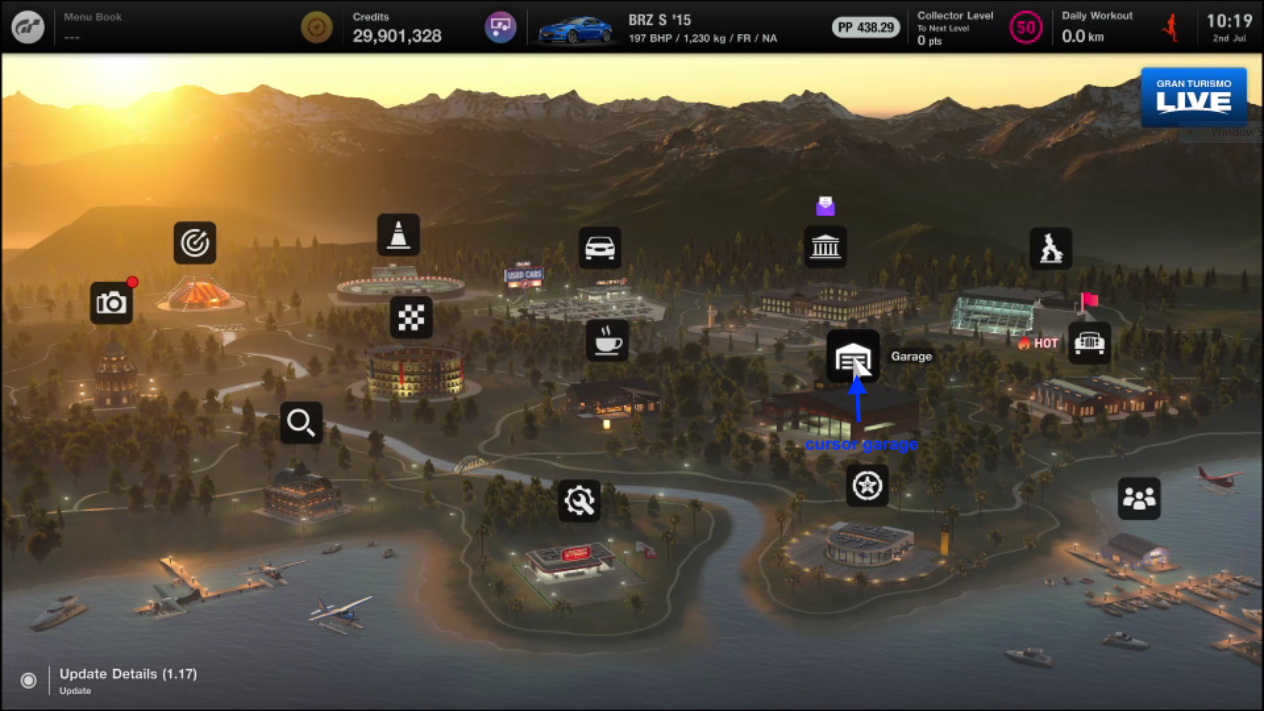 Menu Book
---
Credits
29,901,328
BRZ S '15
197 BHP / 1,230 kg / FR / NA
PP 438.29
Collector Level
To Next Level
0 pts
50
Daily Workout
0.0 km
10:19
2nd Jul
GRAN TURISMO
LIVE
Window
USED CARS
HOT
Garage
cursor garage
Update Details (1.17)
Update